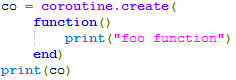 co = coroutine.create(
    function()
        print("foo function")
    end)
print(co)